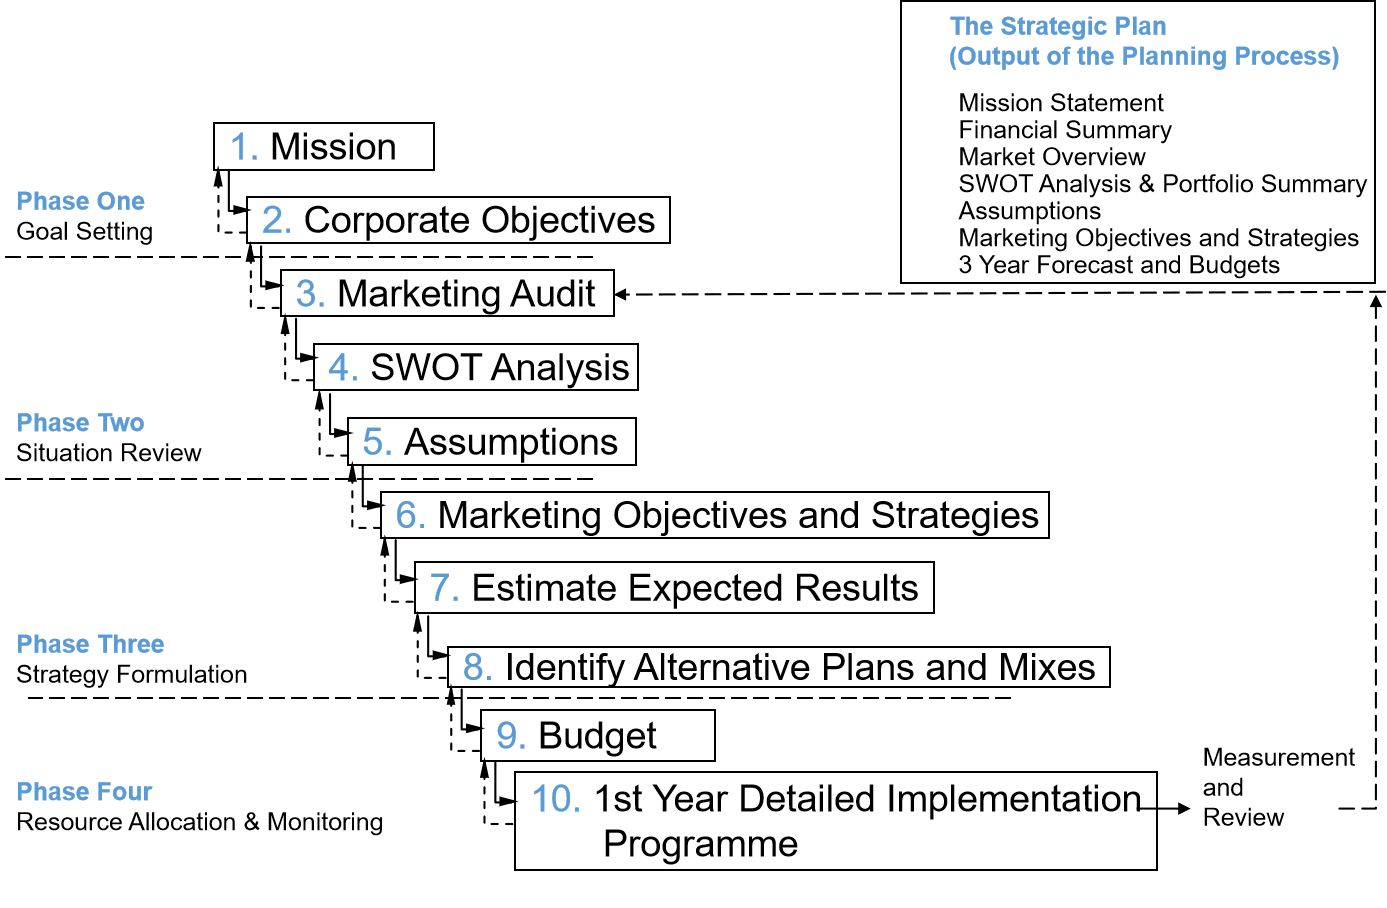 The Strategic Plan
(Output of the Planning Process)
Mission Statement
Financial Summary
Market Overview
SWOT Analysis & Portfolio Summary
Assumptions
Marketing Objectives and Strategies
3 Year Forecast and Budgets
1. Mission
Phase One
Goal Setting
2. Corporate Objectives
3. Marketing Audit
4. SWOT Analysis
Phase Two
Situation Review
5. Assumptions
6. Marketing Objectives and Strategies
7. Estimate Expected Results
Phase Three
Strategy Formulation
8. Identify Alternative Plans and Mixes
9. Budget
Phase Four
Resource Allocation & Monitoring
10. 1st Year Detailed Implementation
Programme
Measurement
and
Review